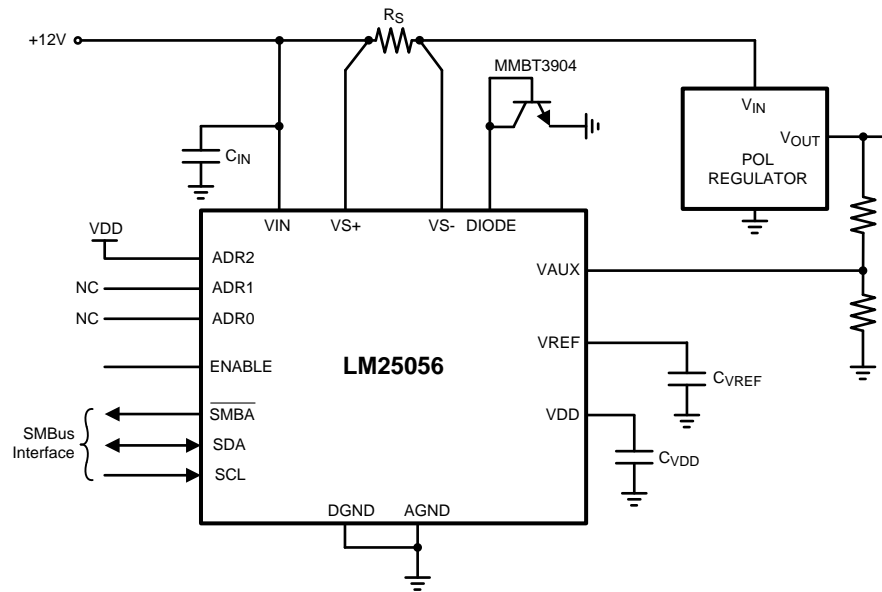 RS
+12V
MMBT3904
VIN
VOUT
POL
REGULATOR
CIN
VIN
VS+
VS-
DIODE
VDD
ADR2
NC
ADR1
NC
ADR0
VAUX
ENABLE
LM25056
VREF
CVREF
SMBA
VDD
SMBus
Interface
SDA
CVDD
SCL
DGND
AGND